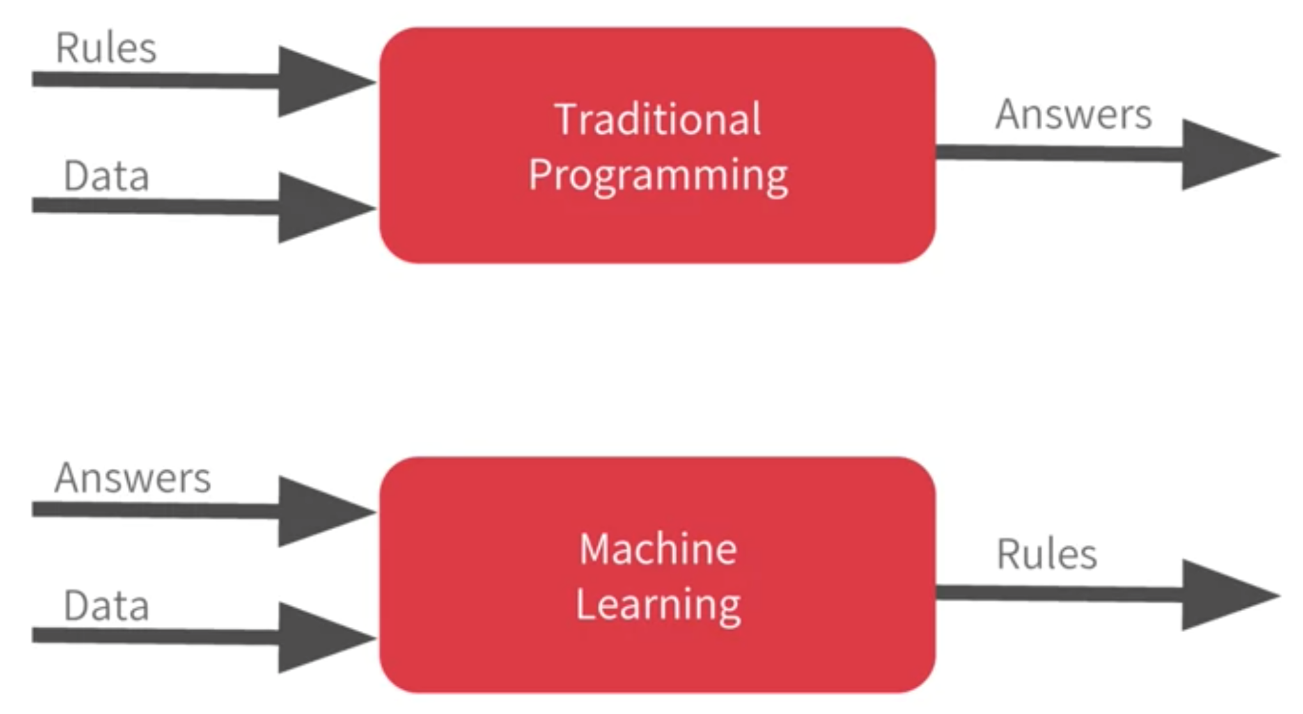 Rules
Data
Traditional
Programming
Answers
Answers
Data
Machine
Learning
Rules